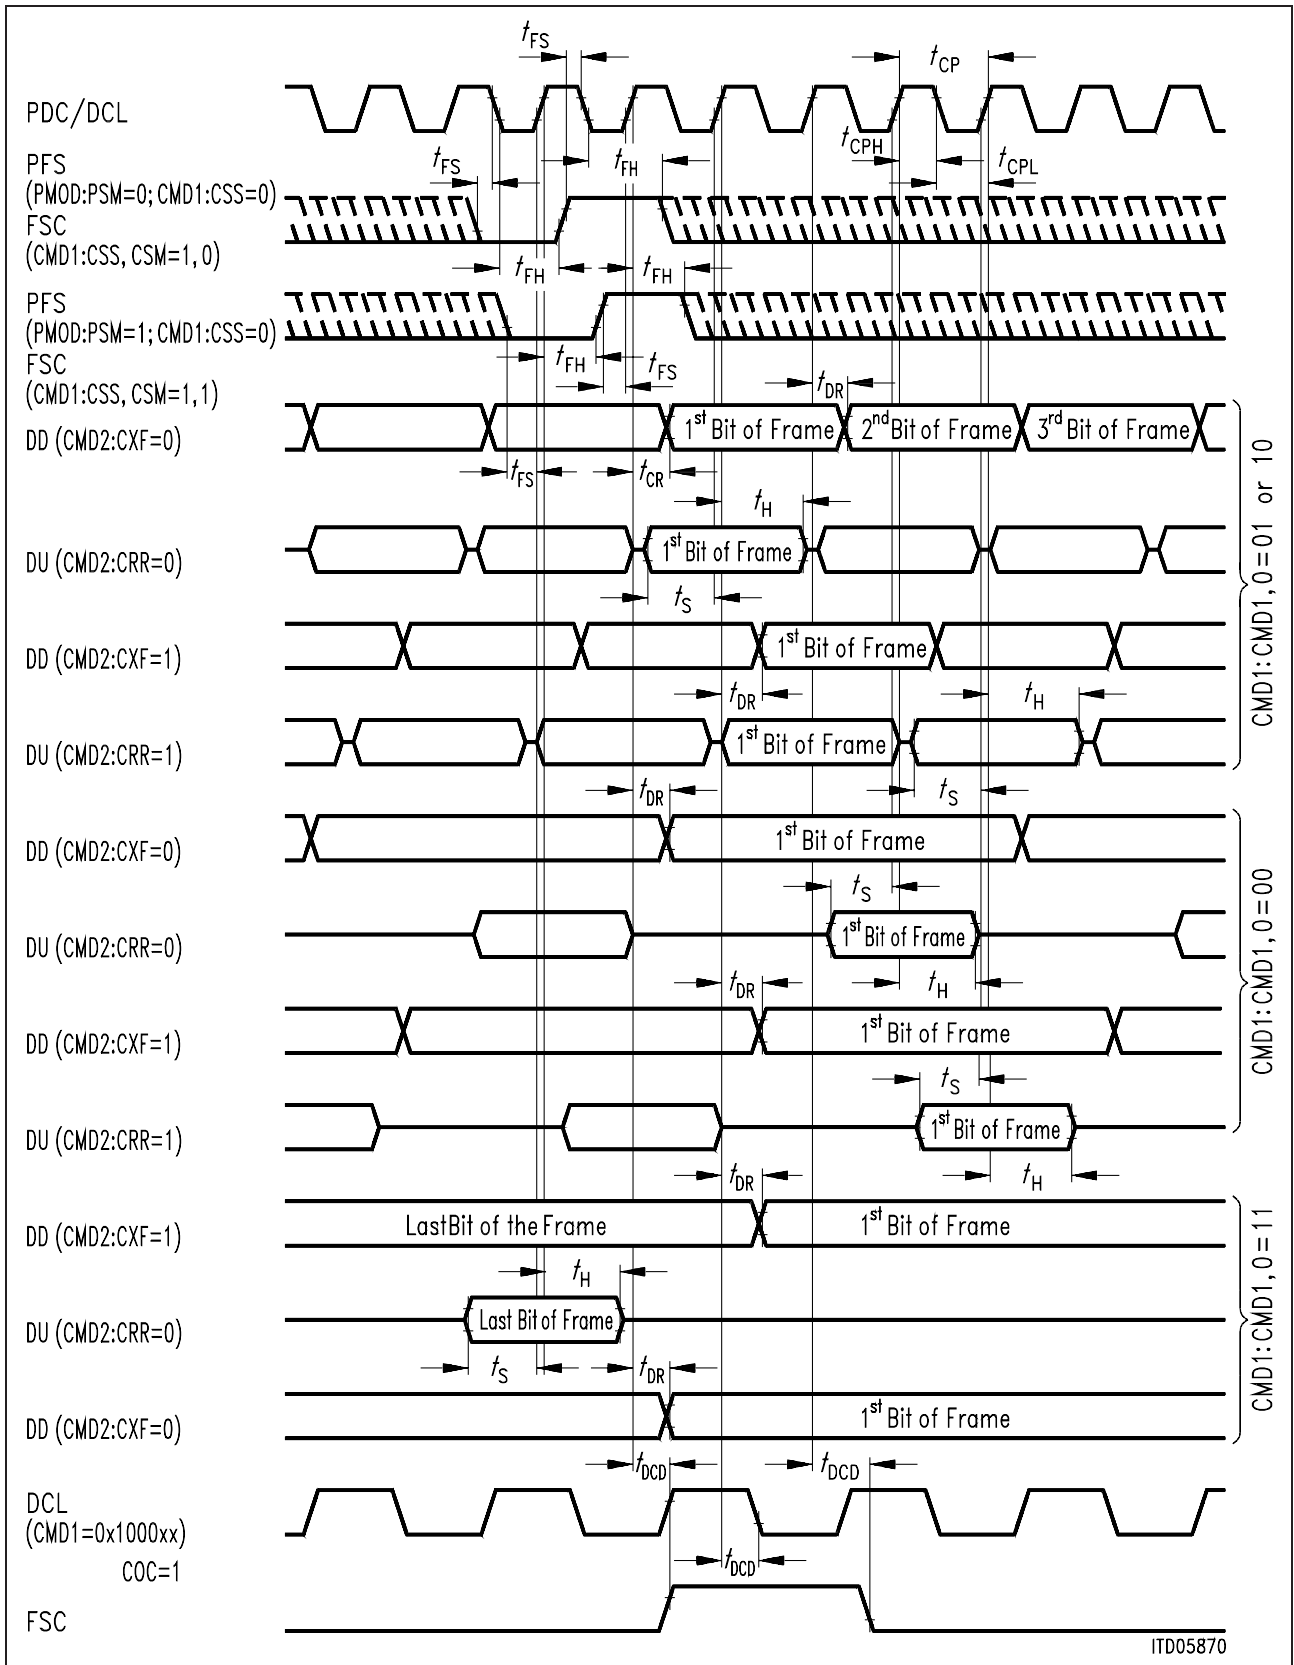 tFS
tCP
PDC/DCL
tCPH
tCPL
PFS
tFS
tFH
(PMOD:PSM=0; CMD1:CSS=0)
FSC
(CMD1:CSS, CSM=1,0)
tFH
tFH
PFS
(PMOD:PSM=1; CMD1:CSS=0)
FSC
tFH
tFS
(CMD1:CSS, CSM=1,1)
tDR
DD (CMD2:CXF=0)
1st Bit of Frame
2nd Bit of Frame
3rd Bit of Frame
tFS
tCR
tH
DU (CMD2:CRR=0)
1st Bit of Frame
tS
CMD1:CMD1,0=01 or 10
DD (CMD2:CXF=1)
1st Bit of Frame
tDR
tH
DU (CMD2:CRR=1)
1st Bit of Frame
tDR
tS
DD (CMD2:CXF=0)
1st Bit of Frame
tS
DU (CMD2:CRR=0)
1st Bit of Frame
tDR
tH
CMD1:CMD1,0=00
DD (CMD2:CXF=1)
1st Bit of Frame
tS
DU (CMD2:CRR=1)
1st Bit of Frame
tDR
tH
DD (CMD2:CXF=1)
Last Bit of the Frame
1st Bit of Frame
tH
DU (CMD2:CRR=0)
Last Bit of Frame
tS
tDR
CMD1:CMD1,0=11
DD (CMD2:CXF=0)
1st Bit of Frame
tDCD
tDCD
DCL
(CMD1=0x1000xx)
COC=1
tDCD
FSC
ITD05870